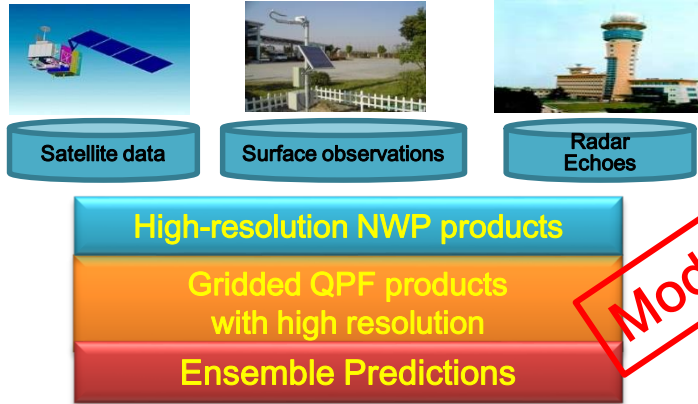 Satellite data
Surface observations
Radar
Echoes
High-resolution NWP products
Gridded QPF products
with high resolution
Ensemble Predictions